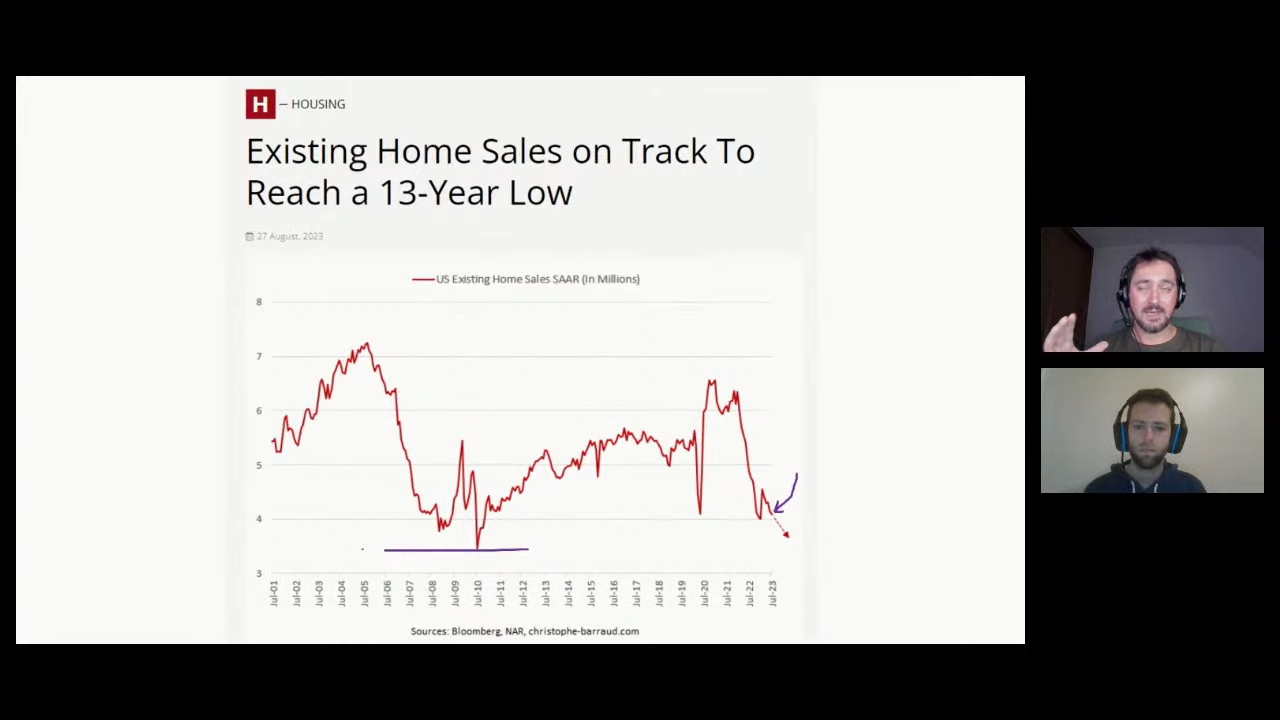 H – HOUSING
Existing Home Sales on Track To
Reach a 13-Year Low
27 August, 2023
US Existing Home Sales SAAR (In Millions)
8
7
6
5
4
3
Jul-01 Jul-02 Jul-03 Jul-04 Jul-05 Jul-06 Jul-07 Jul-08 Jul-09 Jul-10 Jul-11 Jul-12 Jul-13 Jul-14 Jul-15 Jul-16 Jul-17 Jul-18 Jul-19 Jul-20 Jul-21 Jul-22 Jul-23
Sources: Bloomberg, NAR, christophe-barraud.com